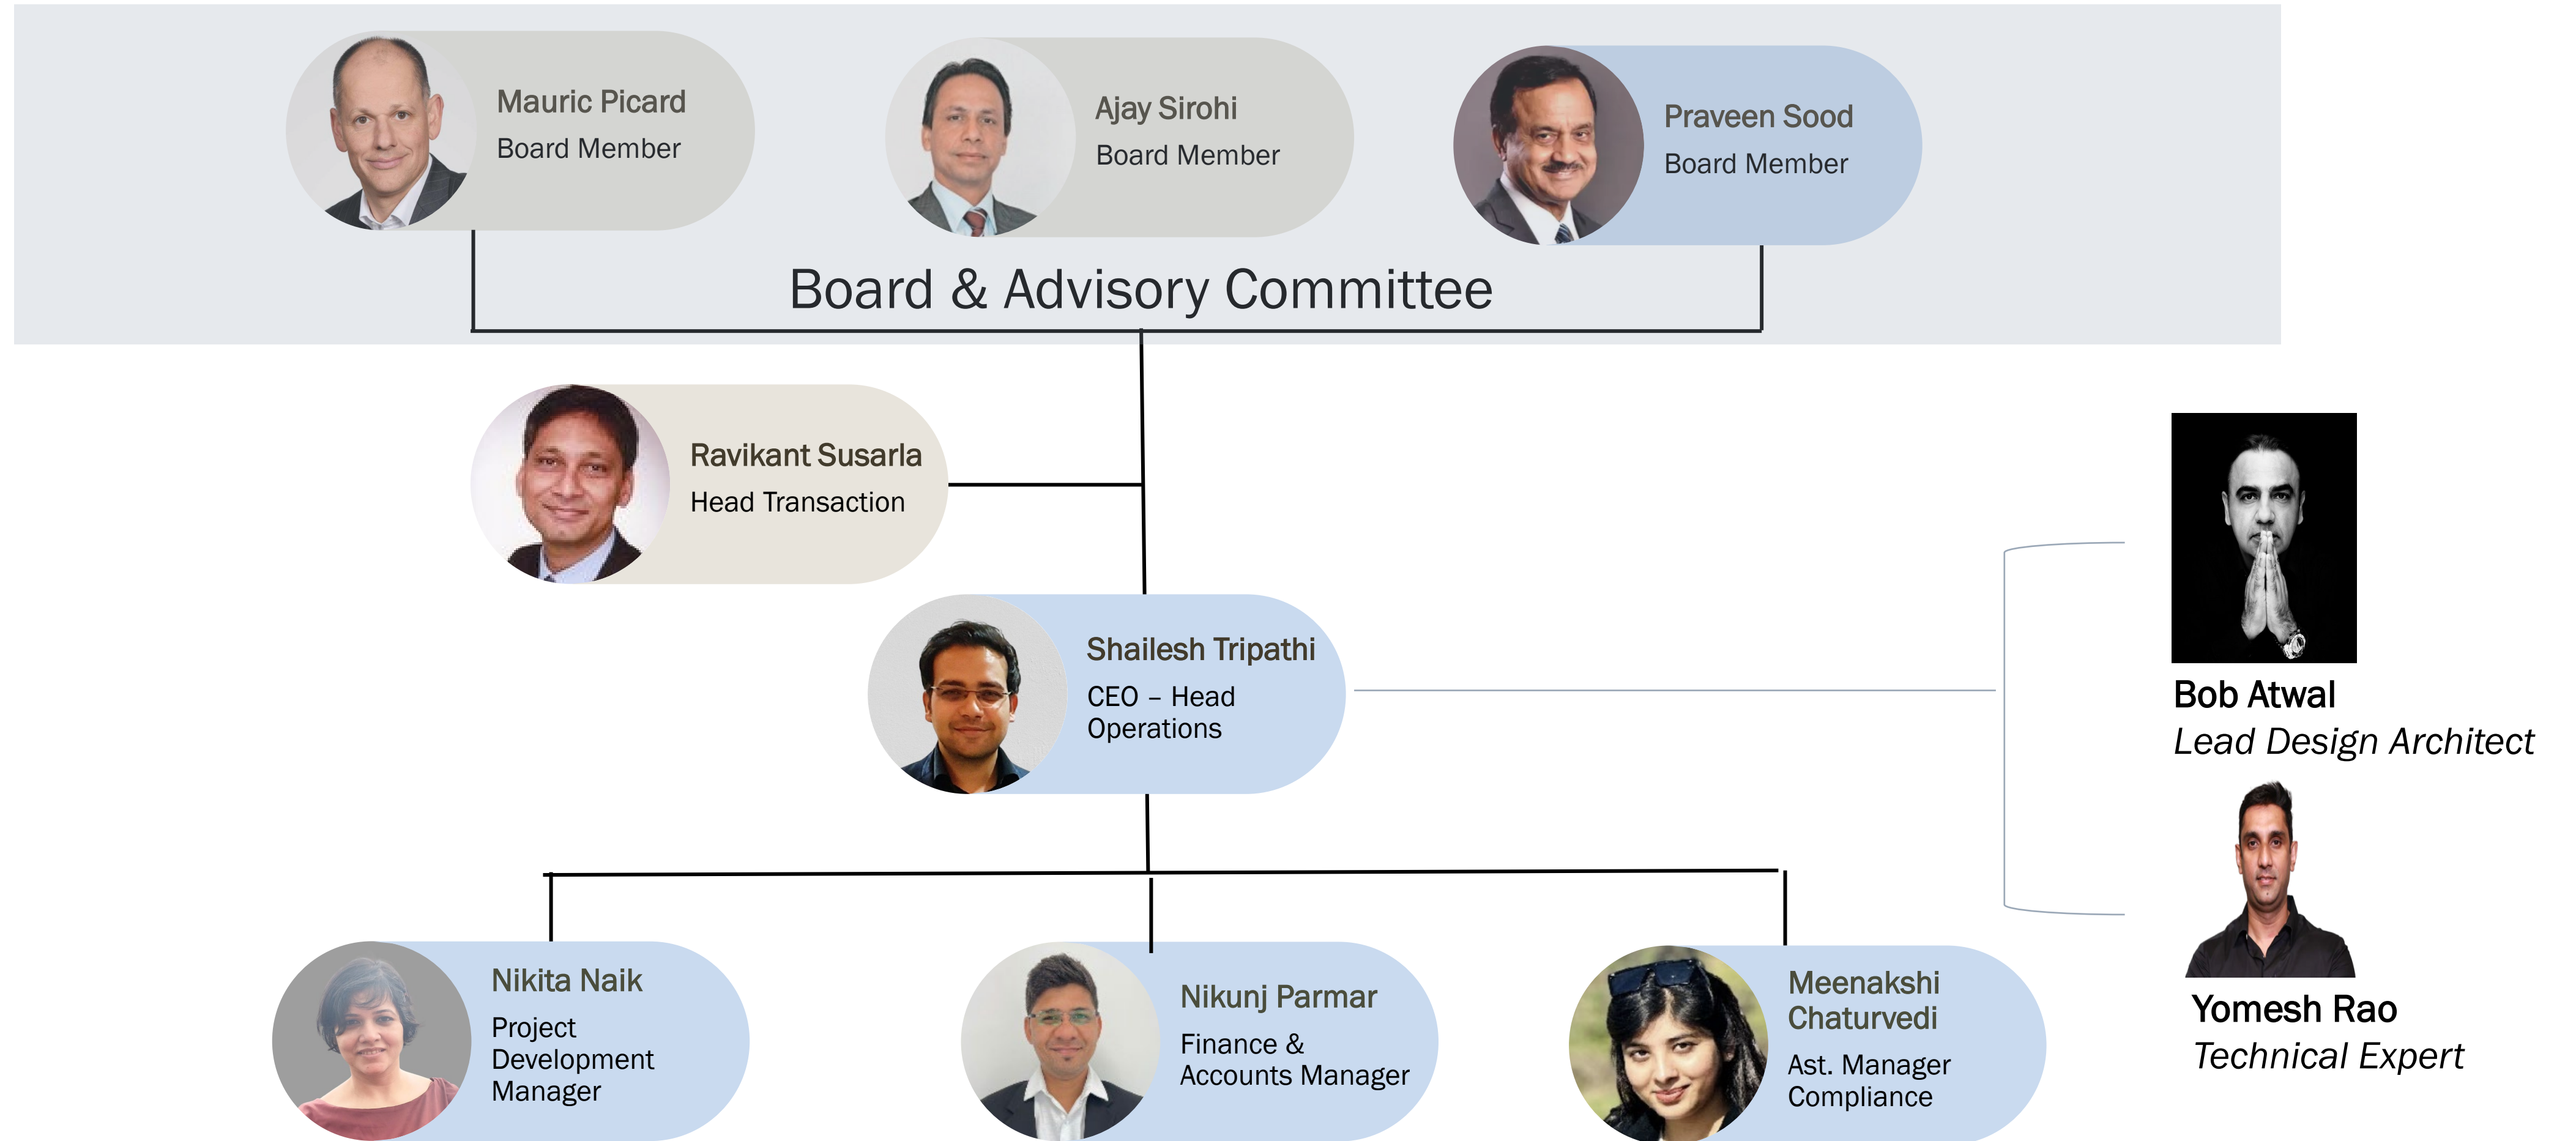 Mauric Picard
Board Member
Ajay Sirohi
Board Member
Praveen Sood
Board Member
Board & Advisory Committee
Ravikant Susarla
Head Transaction
Shailesh Tripathi
CEO – Head
Operations
Bob Atwal
Lead Design Architect
Yomesh Rao
Technical Expert
Nikita Naik
Project
Development
Manager
Nikunj Parmar
Finance &
Accounts Manager
Meenakshi
Chaturvedi
Ast. Manager
Compliance